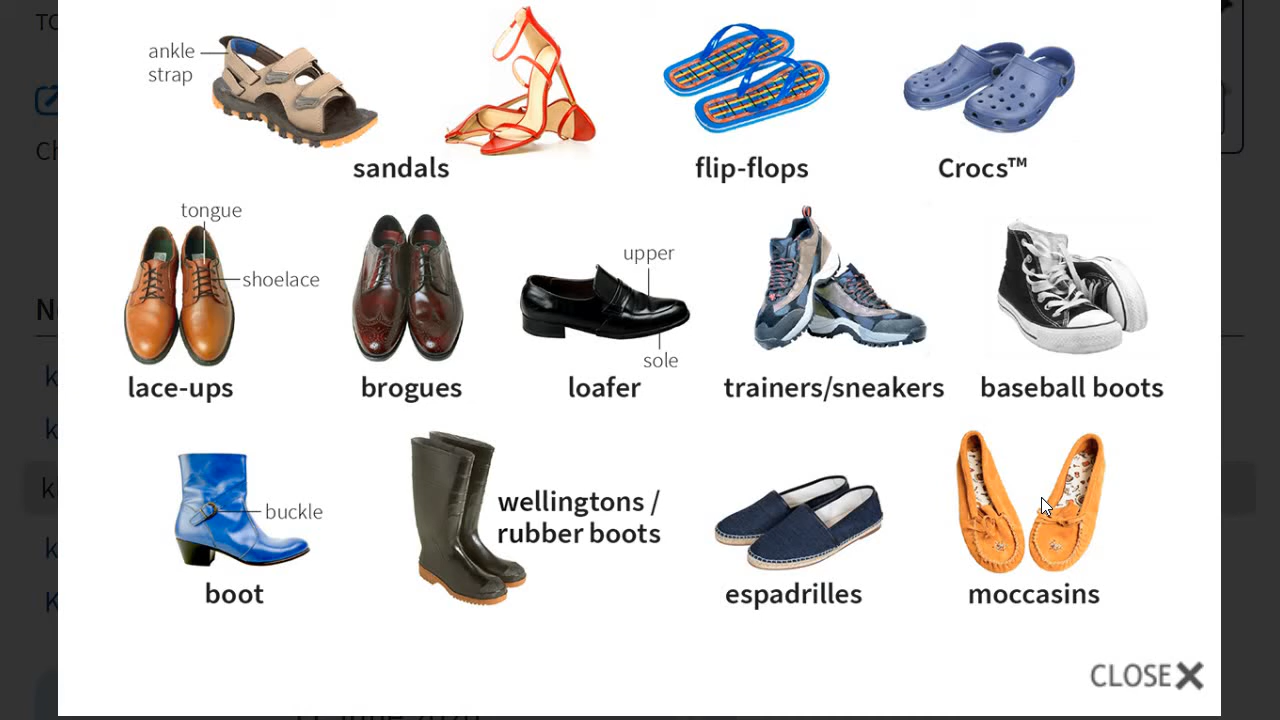 ankle
strap
sandals
flip-flops
Crocs™
tongue
shoelace
upper
sole
lace-ups
brogues
loafer
trainers/sneakers
baseball boots
buckle
wellingtons /
rubber boots
boot
espadrilles
moccasins
CLOSE